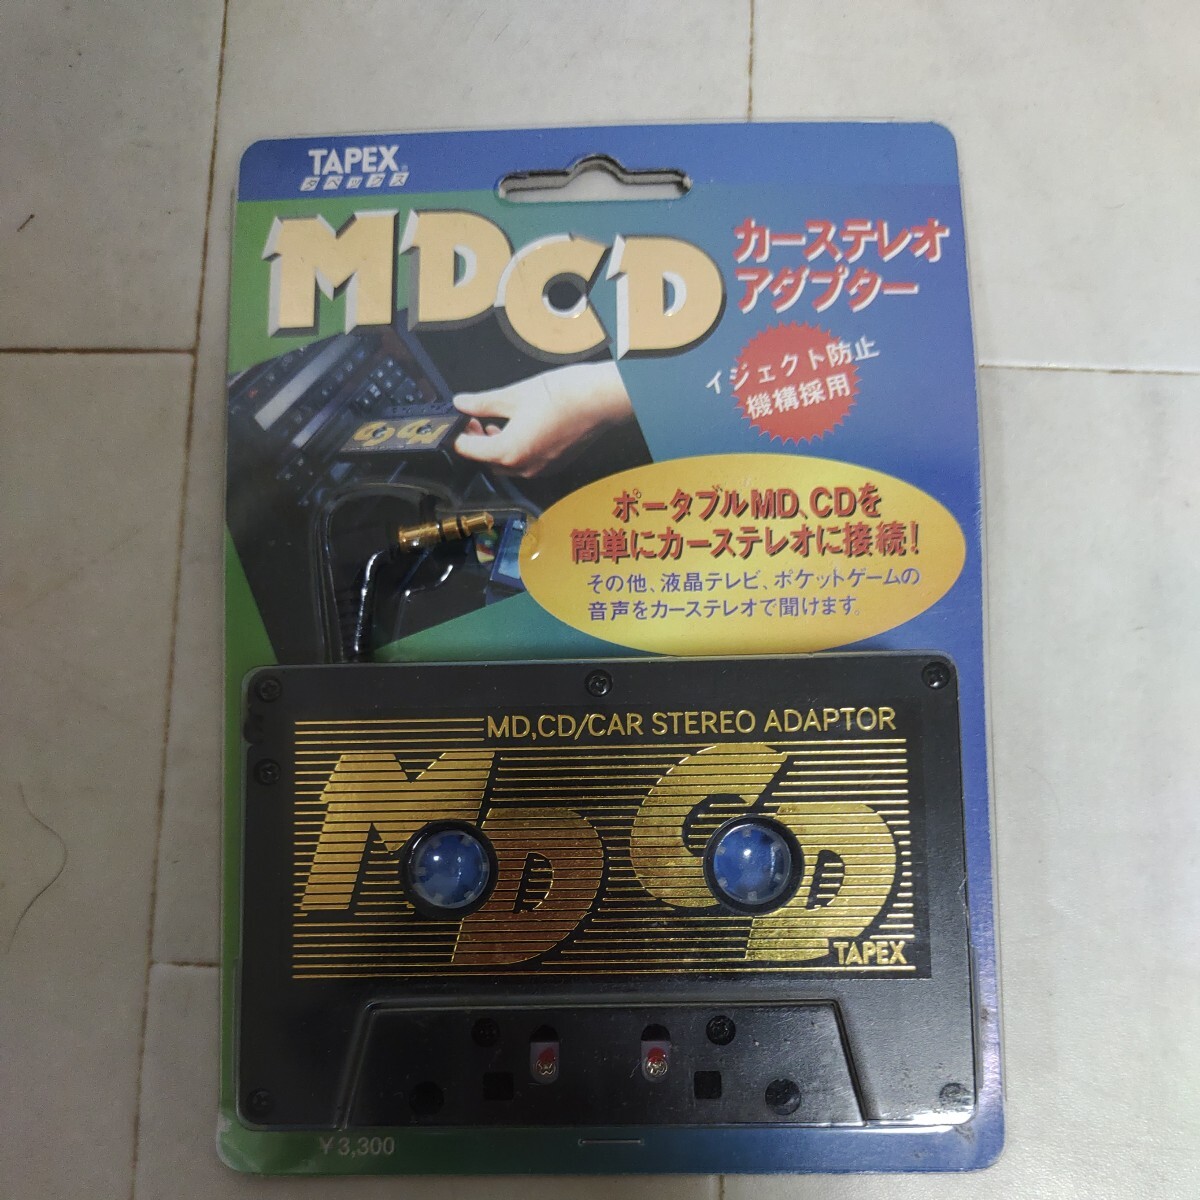 TAPEX®
タペックス
MDCD
カーステレオ
アダプター
イジェクト防止
機構採用
MDCD
ポータブルMD、CDを
簡単にカーステレオに接続!
その他、液晶テレビ、ポケットゲームの
音声をカーステレオで聞けます。
MD,CD/CAR STEREO ADAPTOR
MD CD
TAPEX
¥3,300